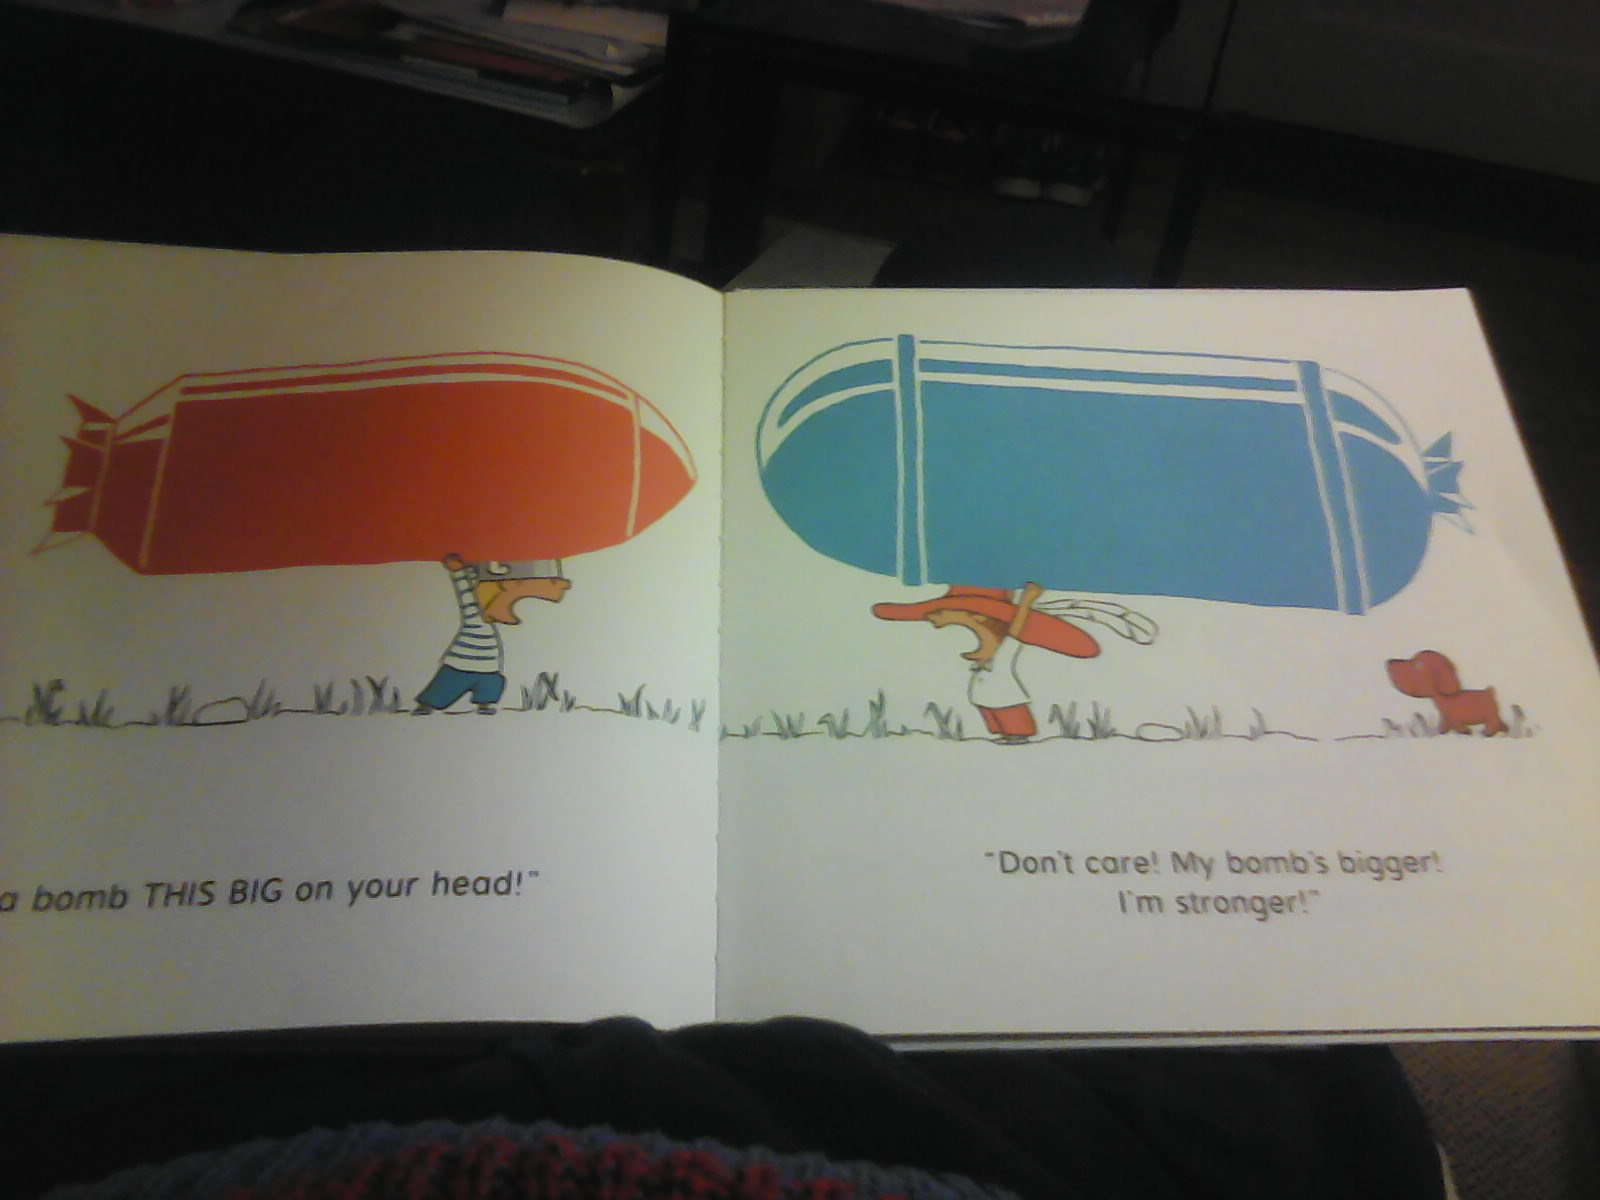 a bomb THIS BIG on your head!"
"Don't care! My bomb's bigger!
I'm stronger!"